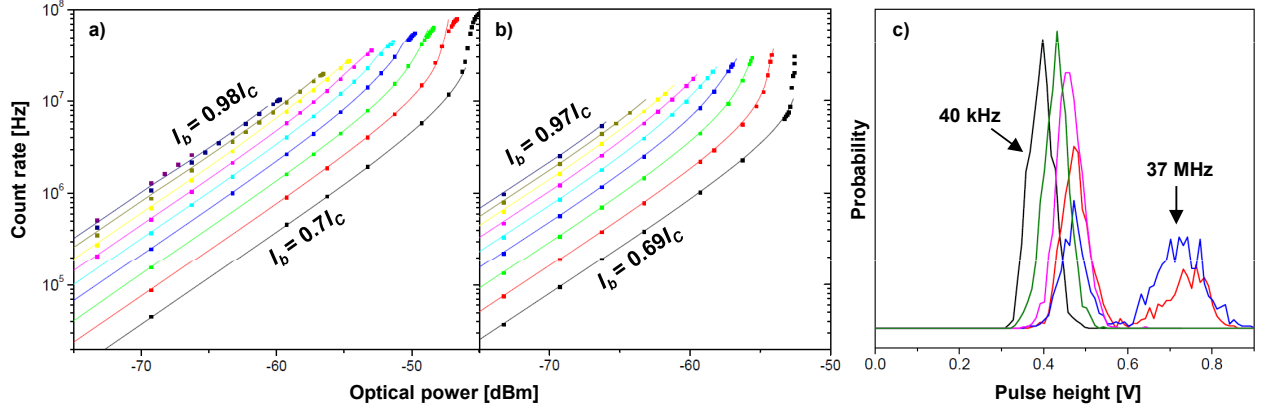 a)
b)
c)
Count rate [Hz]
10^8
10^7
10^6
10^5
I_b = 0.98I_C
I_b = 0.7I_C
I_b = 0.97I_C
I_b = 0.69I_C
-70
-60
-50
-70
-60
-50
Optical power [dBm]
Probability
40 kHz
37 MHz
0.0 0.2 0.4 0.6 0.8
Pulse height [V]